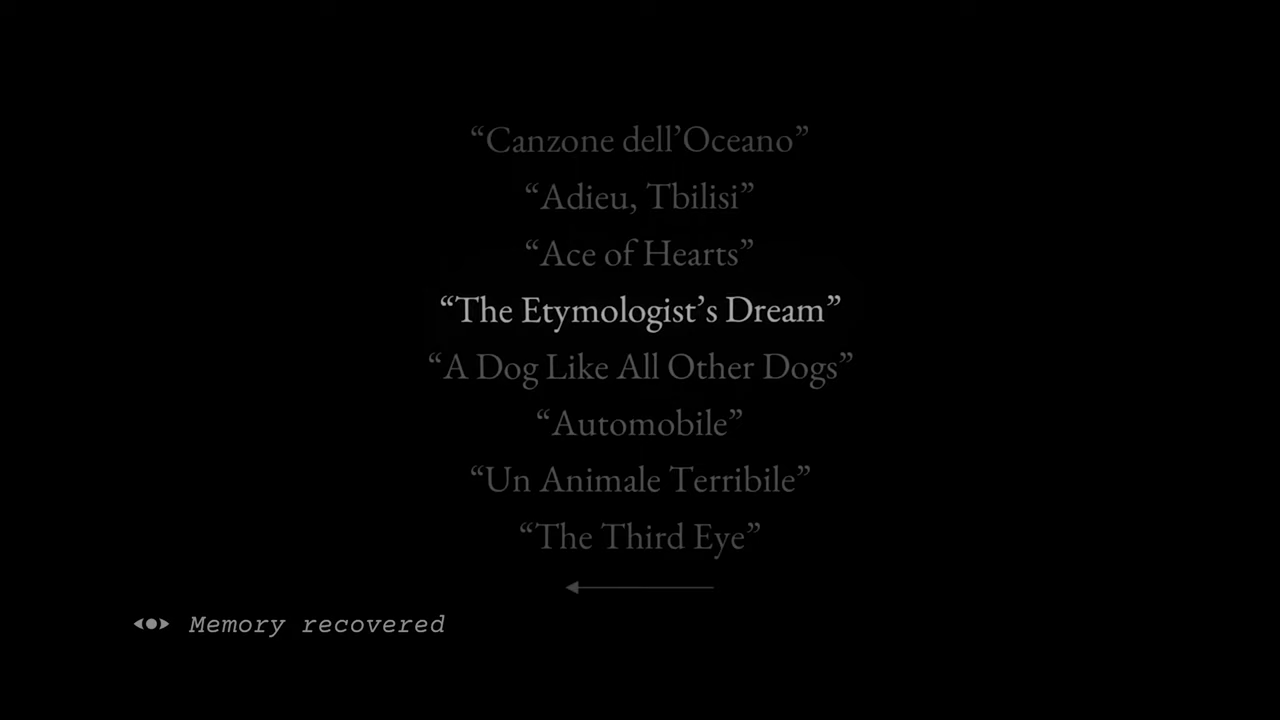 “Canzone dell’Oceano”
“Adieu, Tbilisi”
“Ace of Hearts”
“The Etymologist’s Dream”
“A Dog Like All Other Dogs”
“Automobile”
“Un Animale Terribile”
“The Third Eye”
Memory recovered